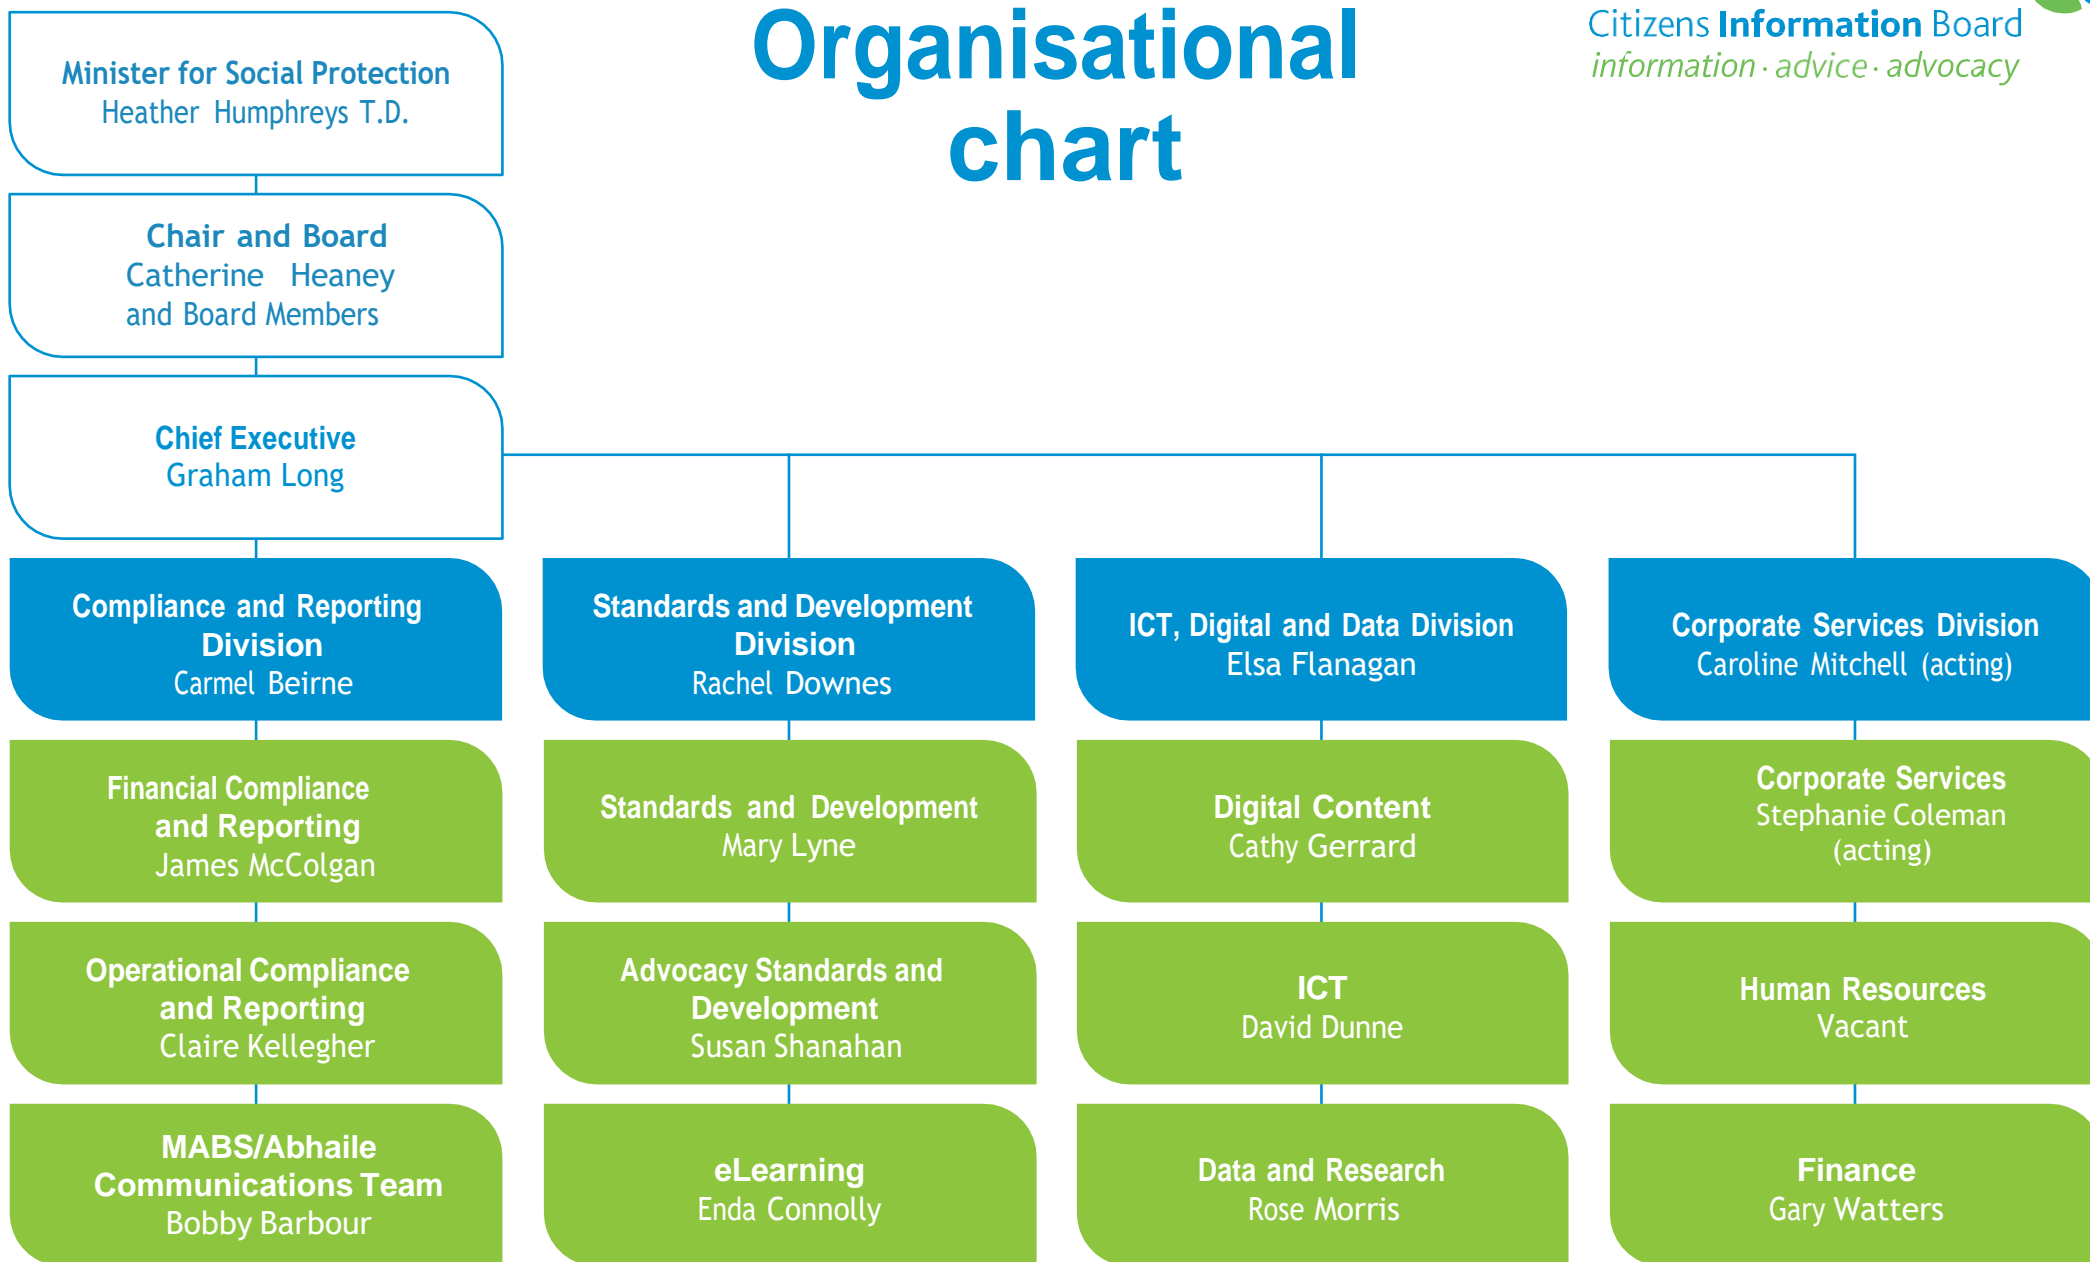 Organisational
chart
Citizens Information Board
information · advice · advocacy
Minister for Social Protection
Heather Humphreys T.D.
Chair and Board
Catherine Heaney
and Board Members
Chief Executive
Graham Long
Compliance and Reporting
Division
Carmel Beirne
Financial Compliance
and Reporting
James McColgan
Operational Compliance
and Reporting
Claire Kellegher
MABS/Abhaile
Communications Team
Bobby Barbour
Standards and Development
Division
Rachel Downes
Standards and Development
Mary Lyne
Advocacy Standards and
Development
Susan Shanahan
eLearning
Enda Connolly
ICT, Digital and Data Division
Elsa Flanagan
Digital Content
Cathy Gerrard
ICT
David Dunne
Data and Research
Rose Morris
Corporate Services Division
Caroline Mitchell (acting)
Corporate Services
Stephanie Coleman
(acting)
Human Resources
Vacant
Finance
Gary Watters